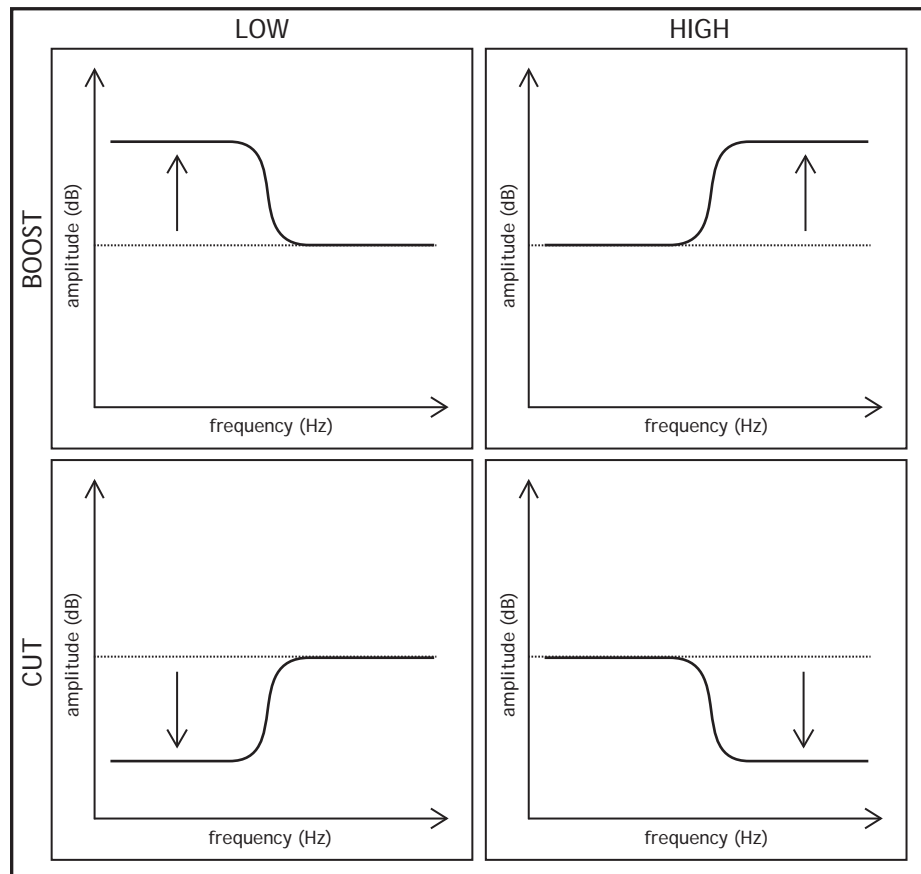 LOW
HIGH
BOOST
amplitude (dB)
frequency (Hz)
amplitude (dB)
frequency (Hz)
CUT
amplitude (dB)
frequency (Hz)
amplitude (dB)
frequency (Hz)